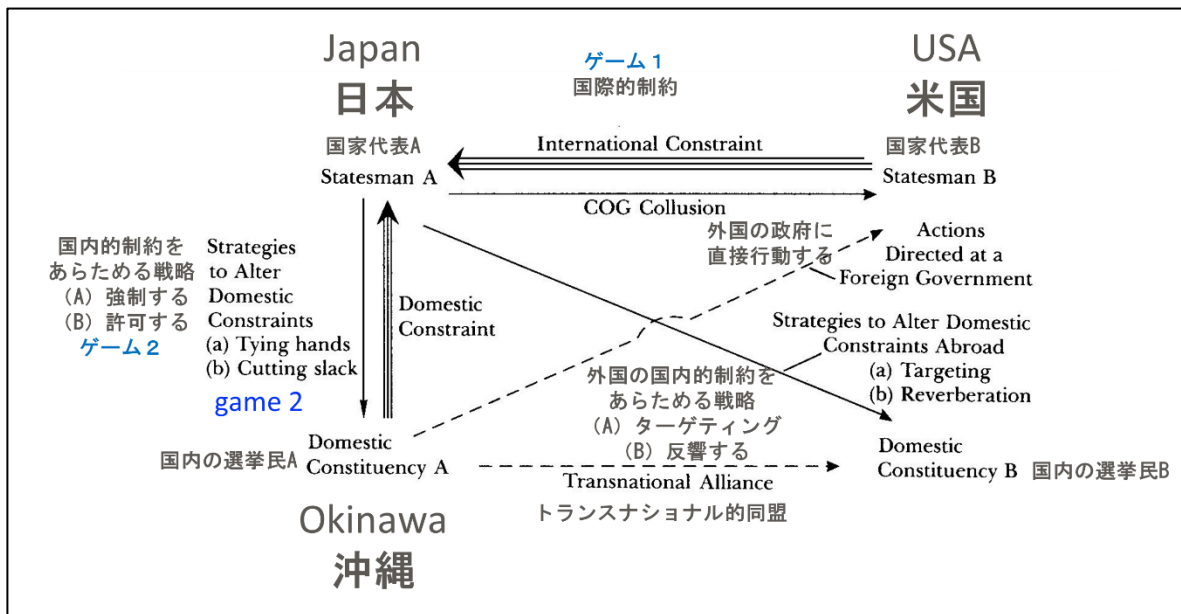 Japan
日本
国家代表A
Statesman A
ゲーム１
国際的制約
International Constraint
COG Collusion
USA
米国
国家代表B
Statesman B
国内的制約を
あらためる戦略
（A）強制する
（B）許可する
ゲーム２
Strategies
to Alter
Domestic
Constraints
(a) Tying hands
(b) Cutting slack
game 2
Domestic
Constraint
外国の政府に
直接行動する
Actions
Directed at a
Foreign Government
Strategies to Alter Domestic
Constraints Abroad
(a) Targeting
(b) Reverberation
外国の国内的制約を
あらためる戦略
（A）ターゲティング
（B）反響する
国内の選挙民A
Domestic
Constituency A
Transnational Alliance
トランスナショナル的同盟
Domestic
Constituency B
国内の選挙民B
Okinawa
沖縄